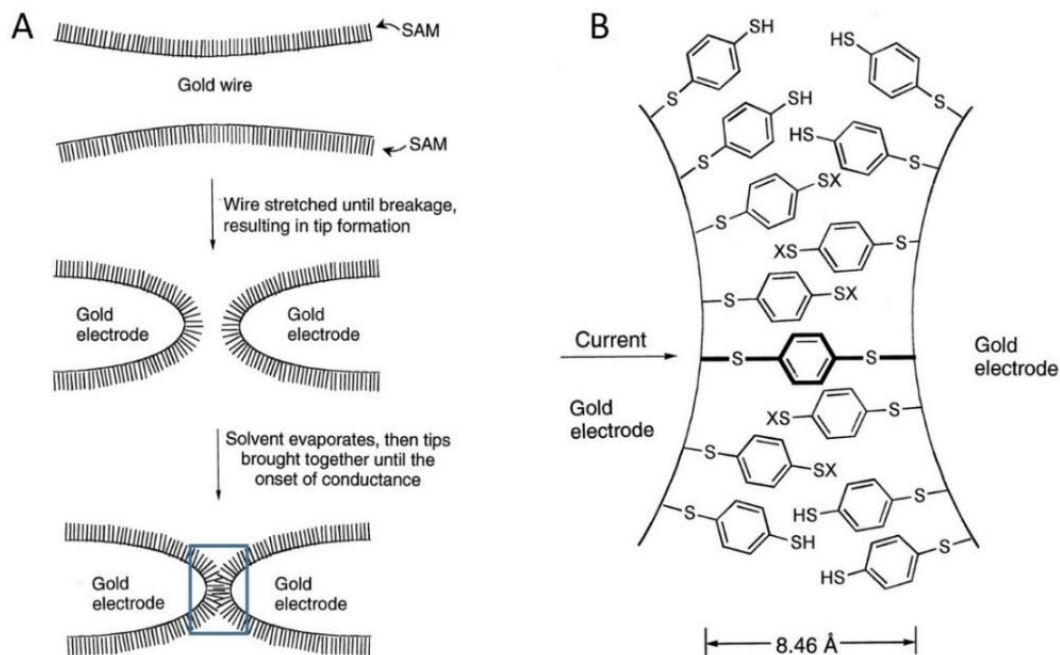 A
SAM
Gold wire
SAM
Wire stretched until breakage,
resulting in tip formation
Gold
electrode
Gold
electrode
Solvent evaporates, then tips
brought together until the
onset of conductance
Gold
electrode
Gold
electrode
B
SH
HS
S
S
SH
HS
S
S
SX
S
XS
S
SX
S
Current
S
S
Gold
electrode
Gold
electrode
XS
S
S
SX
S
HS
S
SH
S
HS
8.46 Å